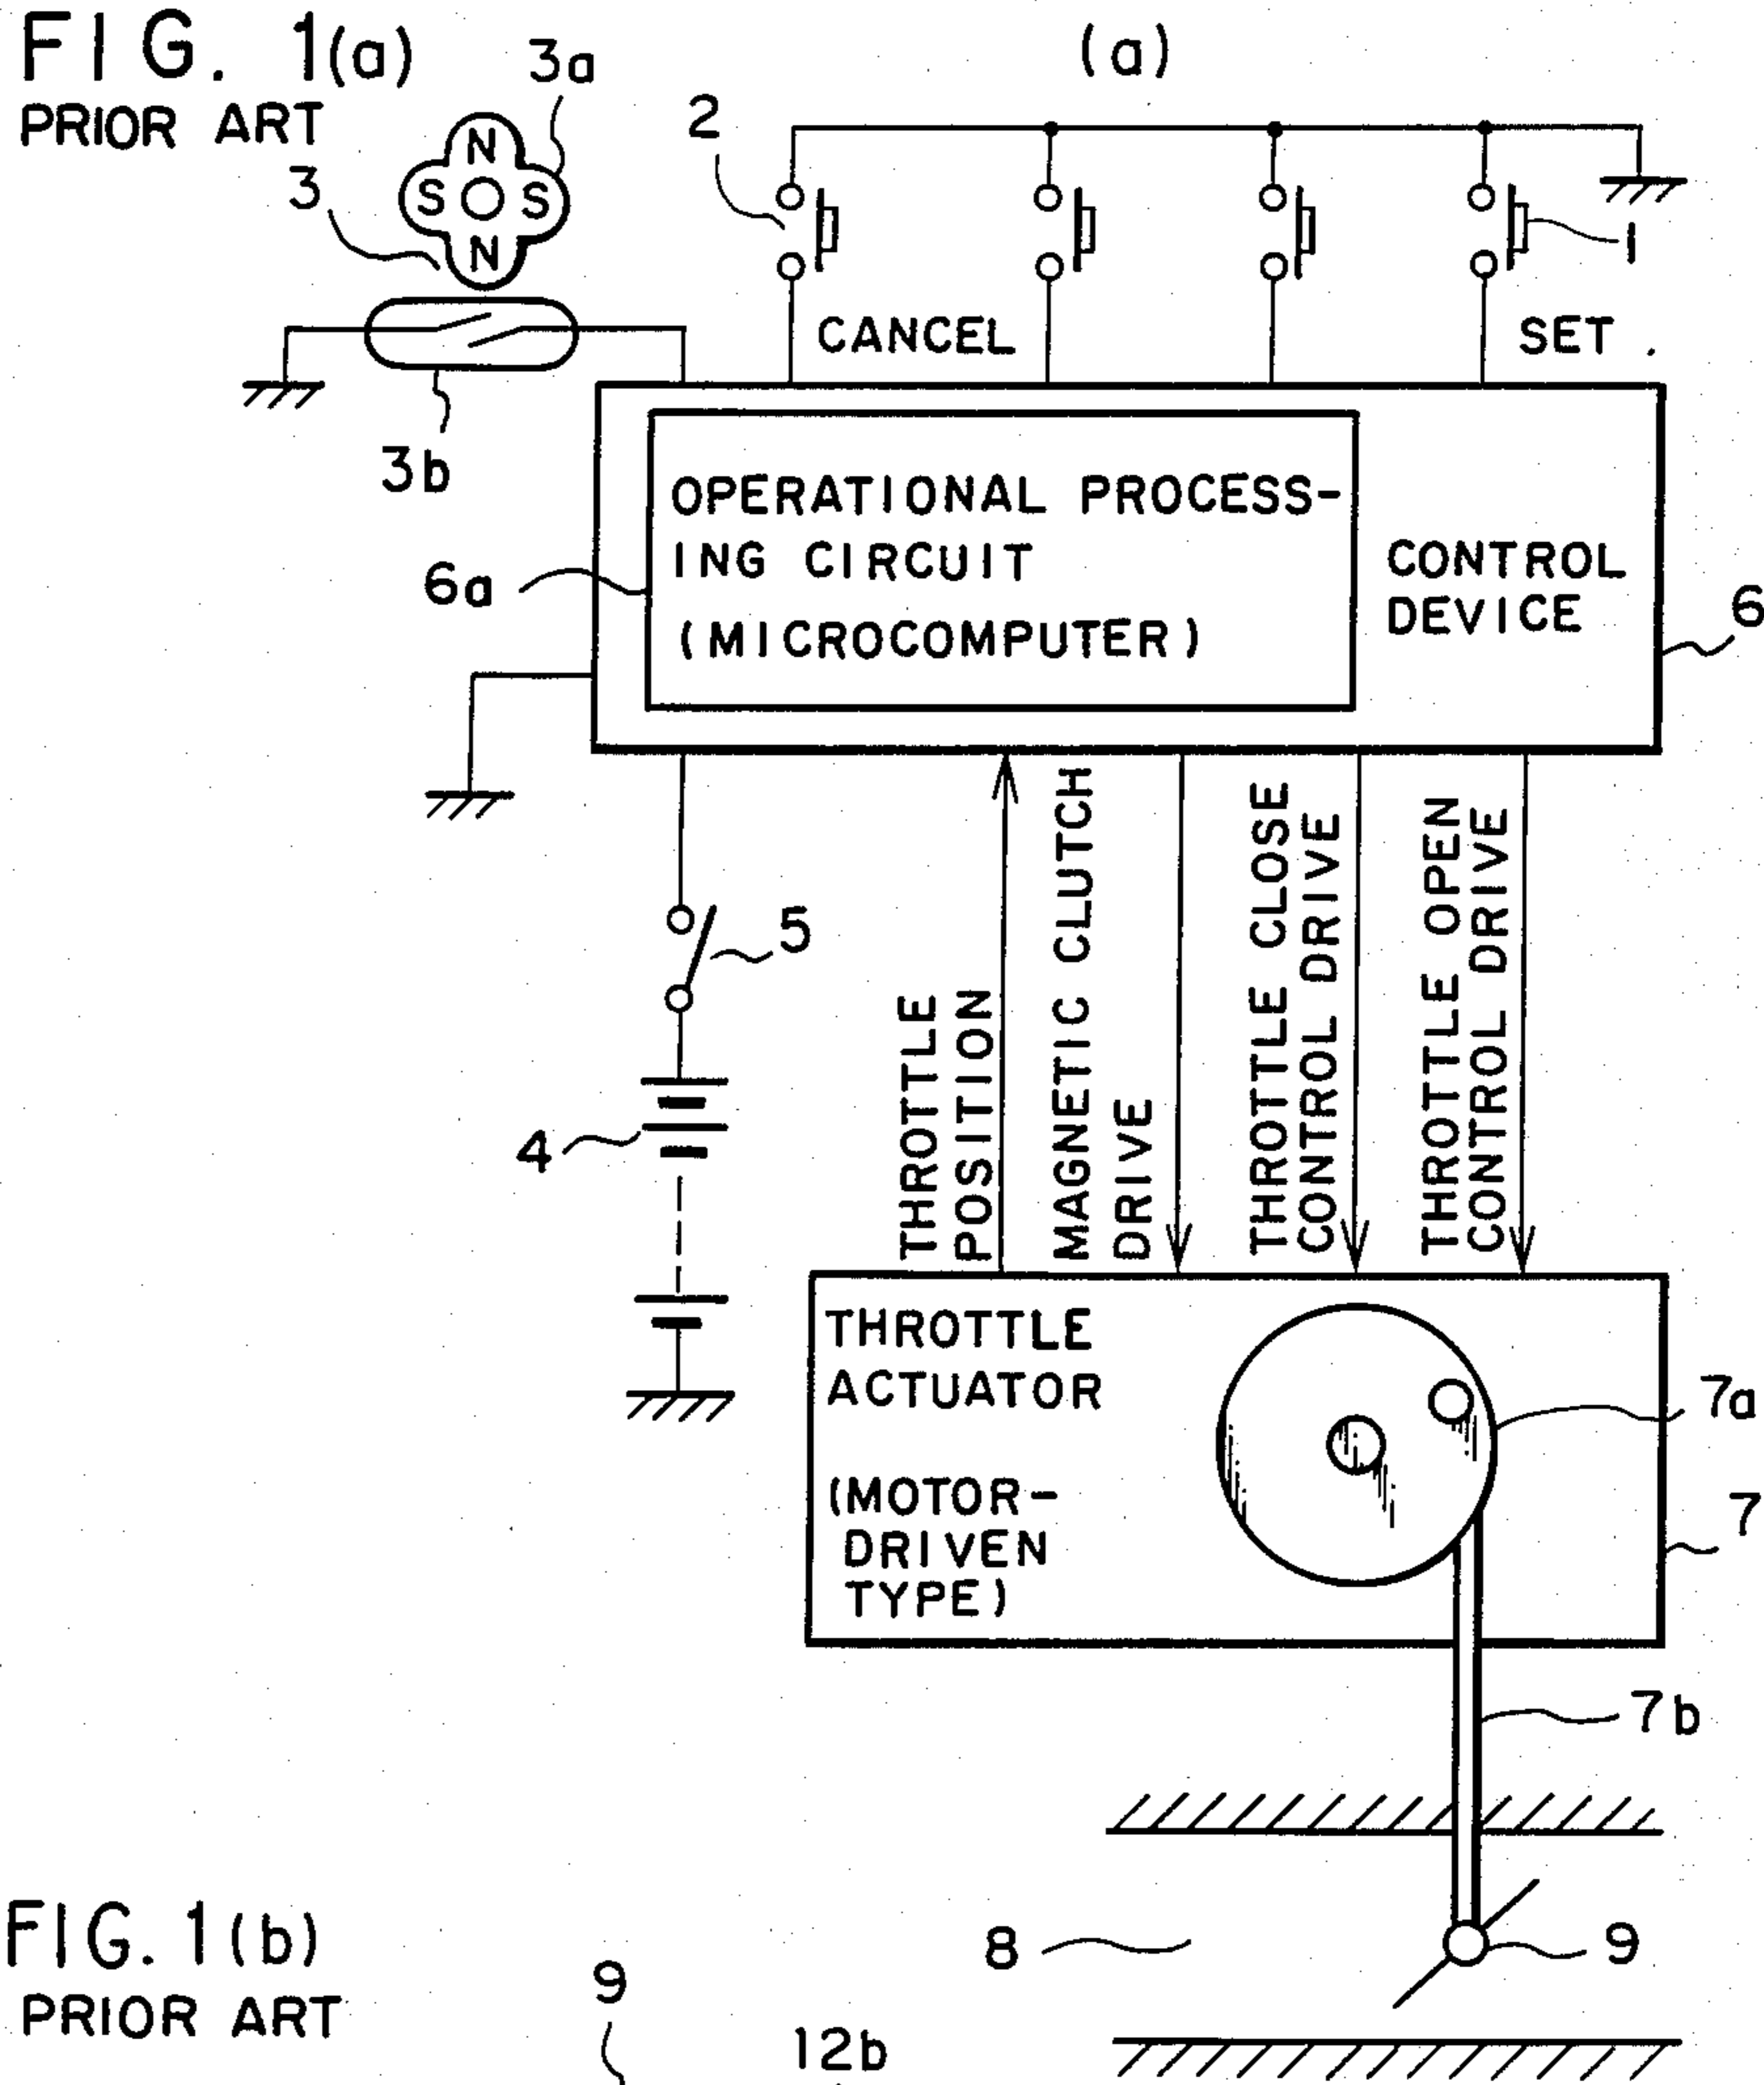 FIG. 1(a)
PRIOR ART
(a)
3a
3
N
S
S
N
2
1
CANCEL
SET
3b
OPERATIONAL PROCESS-
ING CIRCUIT
(MICROCOMPUTER)
CONTROL
DEVICE
6a
6
5
4
THROTTLE
POSITION
MAGNETIC CLUTCH
DRIVE
THROTTLE CLOSE
CONTROL DRIVE
THROTTLE OPEN
CONTROL DRIVE
THROTTLE
ACTUATOR
(MOTOR-
DRIVEN
TYPE)
7a
7
7b
8
9
FIG. 1(b)
PRIOR ART
9
12b